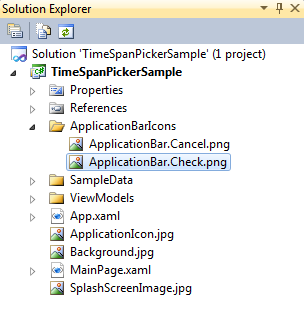 Solution Explorer
Solution 'TimeSpanPickerSample' (1 project)
TimeSpanPickerSample
Properties
References
ApplicationBarIcons
ApplicationBar.Cancel.png
ApplicationBar.Check.png
SampleData
ViewModels
App.xaml
ApplicationIcon.jpg
Background.jpg
MainPage.xaml
SplashScreenImage.jpg